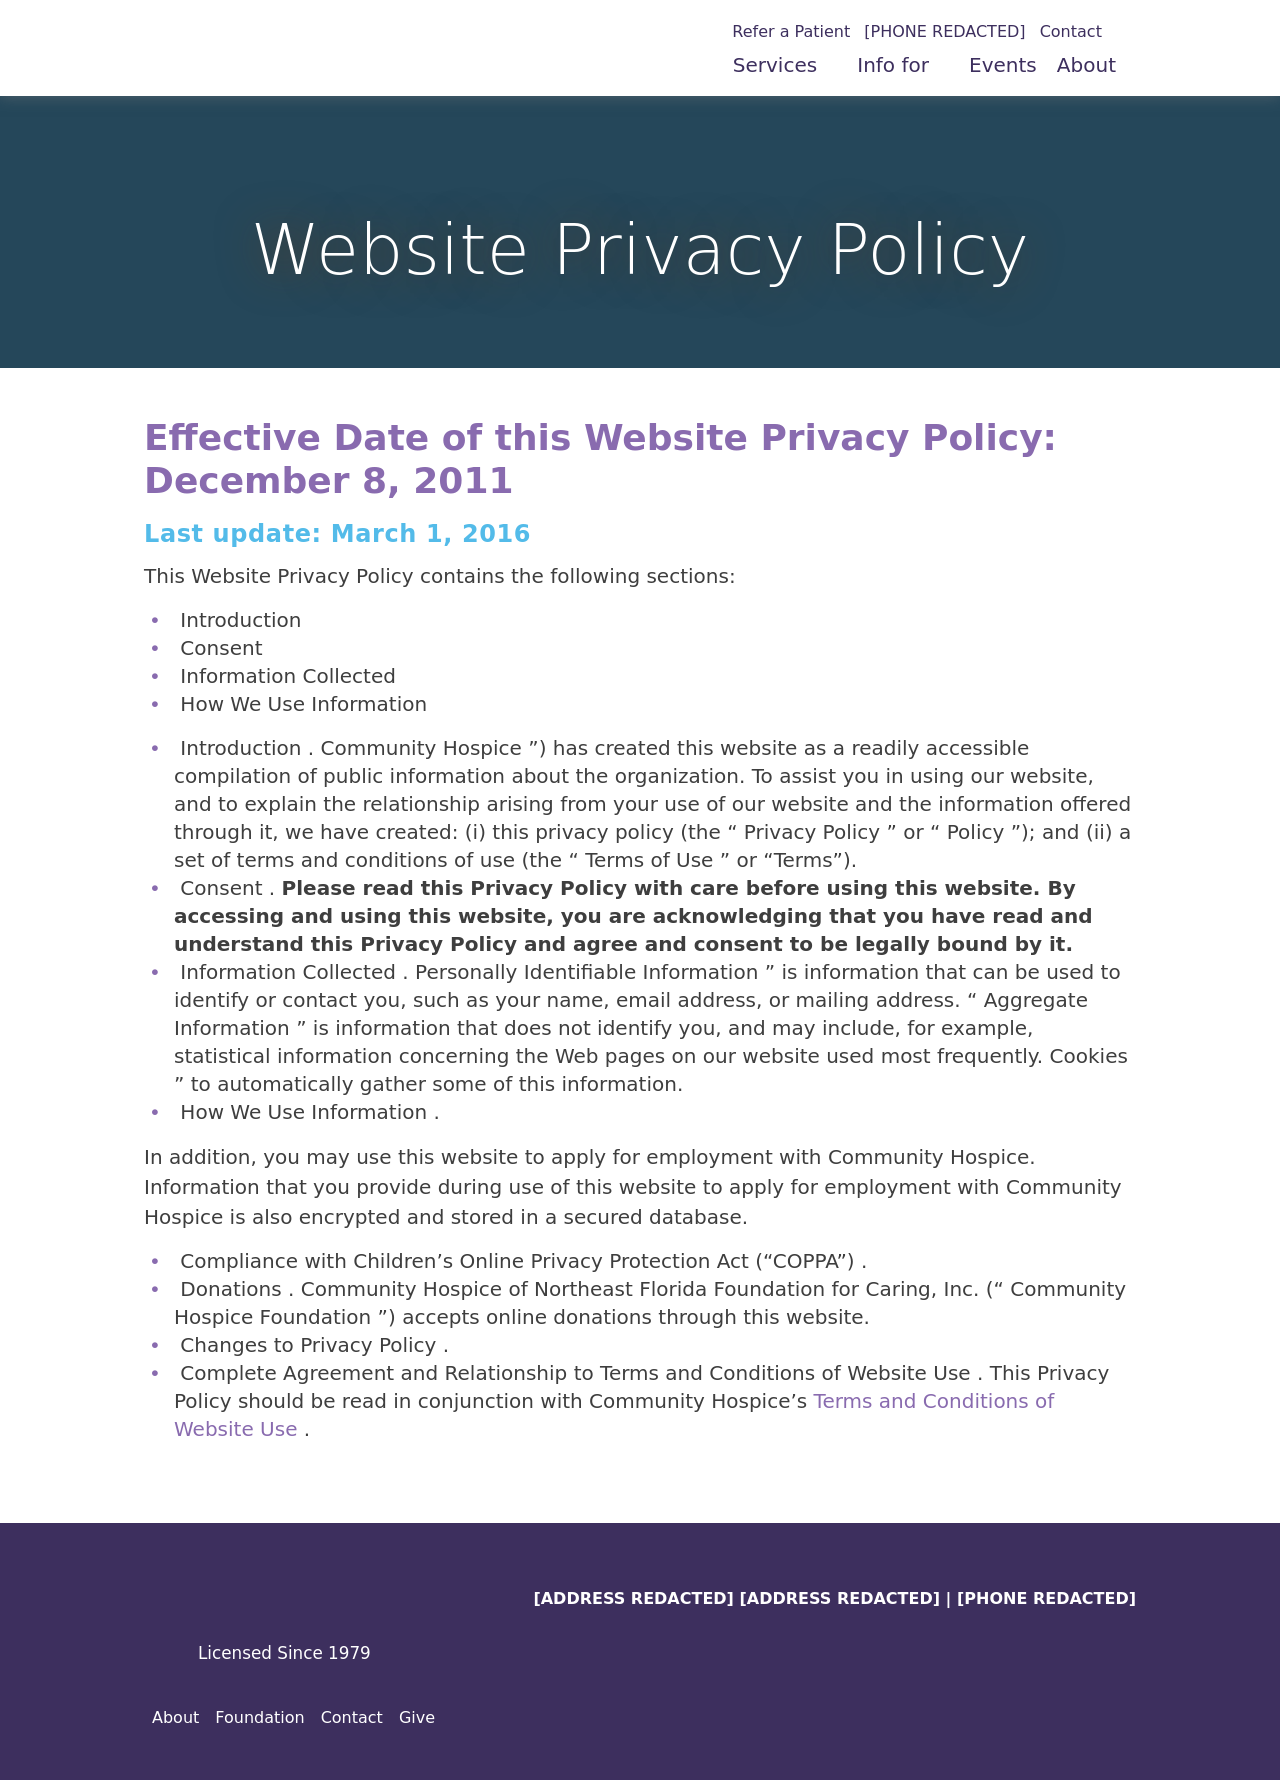 Refer a Patient [PHONE REDACTED] Contact
Services Info for Events About
Website Privacy Policy
Effective Date of this Website Privacy Policy:
December 8, 2011
Last update: March 1, 2016
This Website Privacy Policy contains the following sections:
• Introduction
• Consent
• Information Collected
• How We Use Information
• Introduction . Community Hospice ”) has created this website as a readily accessible
compilation of public information about the organization. To assist you in using our website,
and to explain the relationship arising from your use of our website and the information offered
through it, we have created: (i) this privacy policy (the “ Privacy Policy ” or “ Policy ”); and (ii) a
set of terms and conditions of use (the “ Terms of Use ” or “Terms”).
• Consent . Please read this Privacy Policy with care before using this website. By
accessing and using this website, you are acknowledging that you have read and
understand this Privacy Policy and agree and consent to be legally bound by it.
• Information Collected . Personally Identifiable Information ” is information that can be used to
identify or contact you, such as your name, email address, or mailing address. “ Aggregate
Information ” is information that does not identify you, and may include, for example,
statistical information concerning the Web pages on our website used most frequently. Cookies
” to automatically gather some of this information.
• How We Use Information .
In addition, you may use this website to apply for employment with Community Hospice.
Information that you provide during use of this website to apply for employment with Community
Hospice is also encrypted and stored in a secured database.
• Compliance with Children’s Online Privacy Protection Act (“COPPA”) .
• Donations . Community Hospice of Northeast Florida Foundation for Caring, Inc. (“ Community
Hospice Foundation ”) accepts online donations through this website.
• Changes to Privacy Policy .
• Complete Agreement and Relationship to Terms and Conditions of Website Use . This Privacy
Policy should be read in conjunction with Community Hospice’s Terms and Conditions of
Website Use .
[ADDRESS REDACTED] [ADDRESS REDACTED] | [PHONE REDACTED]
Licensed Since 1979
About Foundation Contact Give